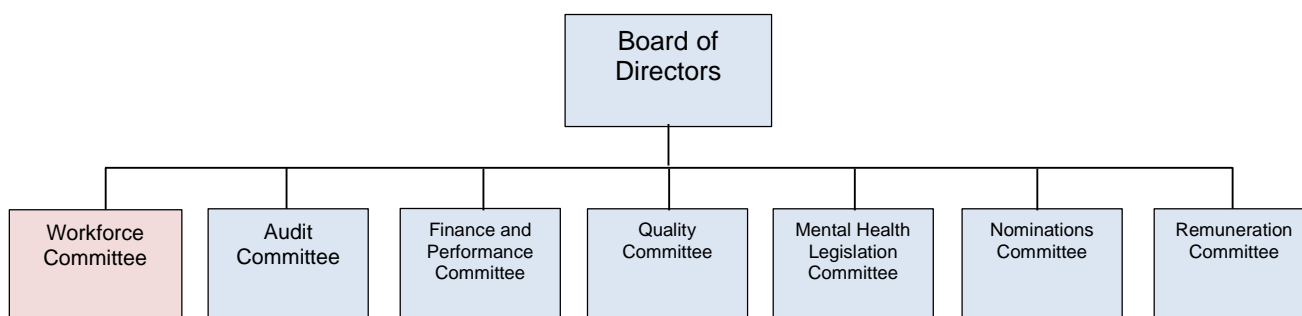 Board of
Directors
Workforce
Committee
Audit
Committee
Finance and
Performance
Committee
Quality
Committee
Mental Health
Legislation
Committee
Nominations
Committee
Remuneration
Committee